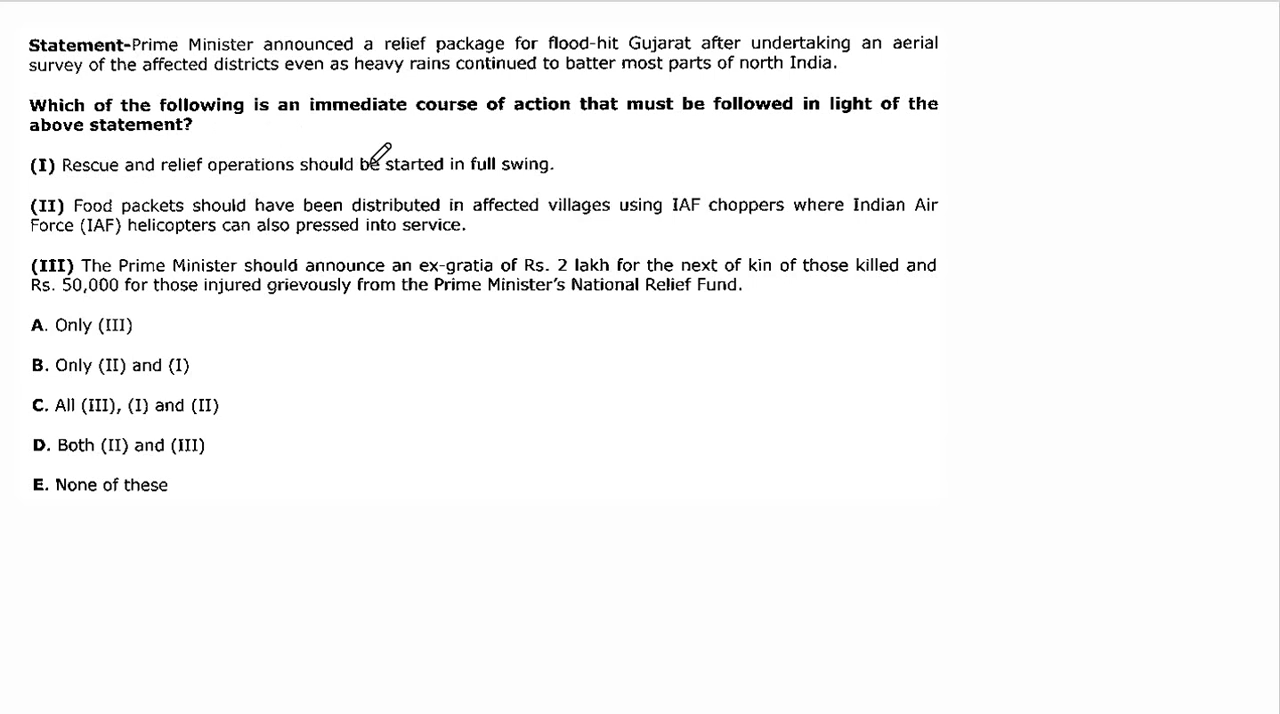 Statement-Prime Minister announced a relief package for flood-hit Gujarat after undertaking an aerial
survey of the affected districts even as heavy rains continued to batter most parts of north India.
Which of the following is an immediate course of action that must be followed in light of the
above statement?
(I) Rescue and relief operations should be started in full swing.
(II) Food packets should have been distributed in affected villages using IAF choppers where Indian Air
Force (IAF) helicopters can also pressed into service.
(III) The Prime Minister should announce an ex-gratia of Rs. 2 lakh for the next of kin of those killed and
Rs. 50,000 for those injured grievously from the Prime Minister's National Relief Fund.
A. Only (III)
B. Only (II) and (I)
C. All (III), (I) and (II)
D. Both (II) and (III)
E. None of these